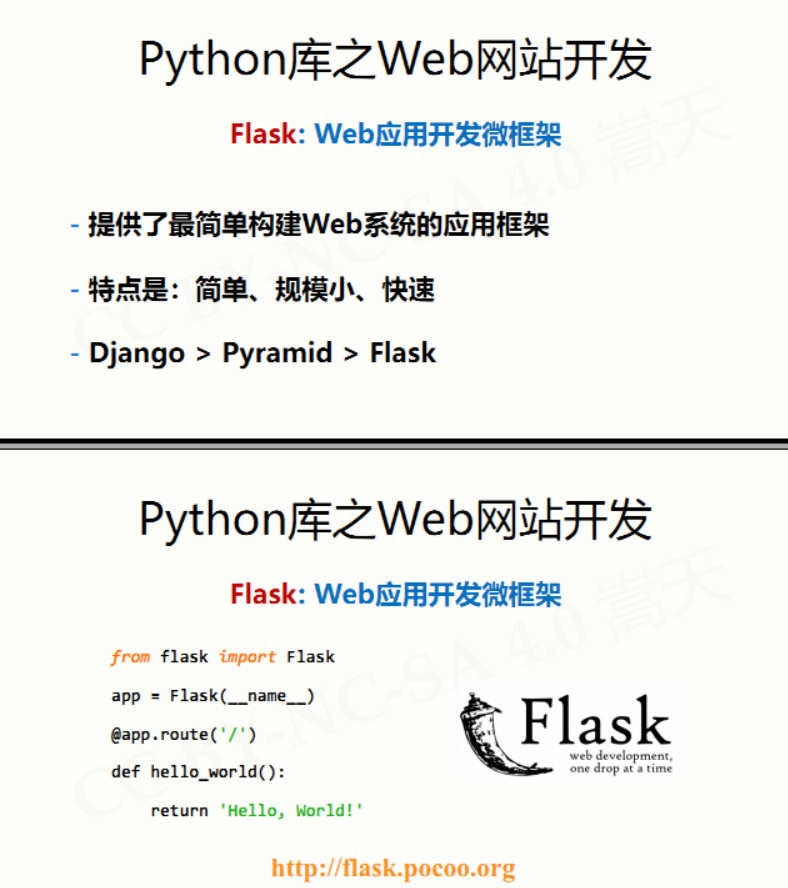 Python库之Web网站开发
Flask: Web应用开发微框架
- 提供了最简单构建Web系统的应用框架
- 特点是：简单、规模小、快速
- Django > Pyramid > Flask
CC BY-NC-SA 4.0 嵩天
Python库之Web网站开发
Flask: Web应用开发微框架
from flask import Flask
app = Flask(__name__)
@app.route('/')
def hello_world():
    return 'Hello, World!'
Flask
web development,
one drop at a time
CC BY-NC-SA 4.0 嵩天
http://flask.pocoo.org